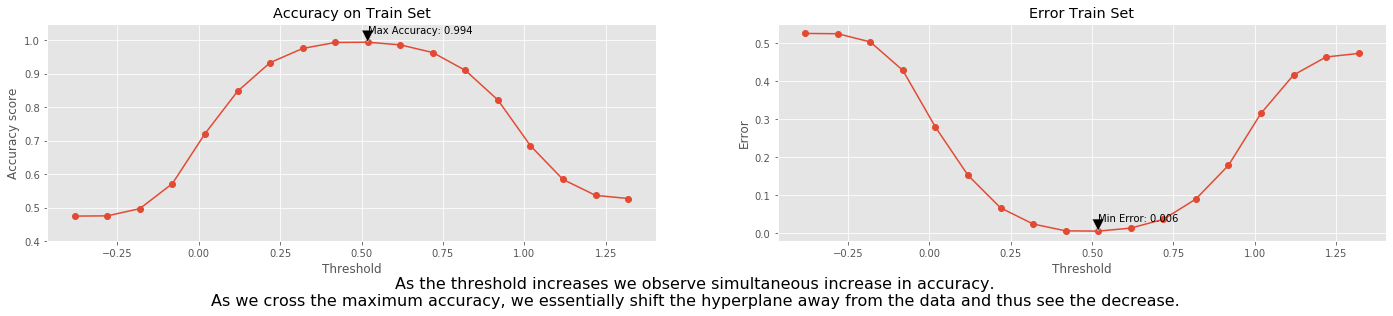 Accuracy on Train Set
Max Accuracy: 0.994
1.0
0.9
0.8
0.7
0.6
0.5
0.4
Accuracy score
−0.25 0.00 0.25 0.50 0.75 1.00 1.25
Threshold
Error Train Set
0.5
0.4
0.3
0.2
0.1
0.0
Error
Min Error: 0.006
−0.25 0.00 0.25 0.50 0.75 1.00 1.25
Threshold
As the threshold increases we observe simultaneous increase in accuracy.
As we cross the maximum accuracy, we essentially shift the hyperplane away from the data and thus see the decrease.